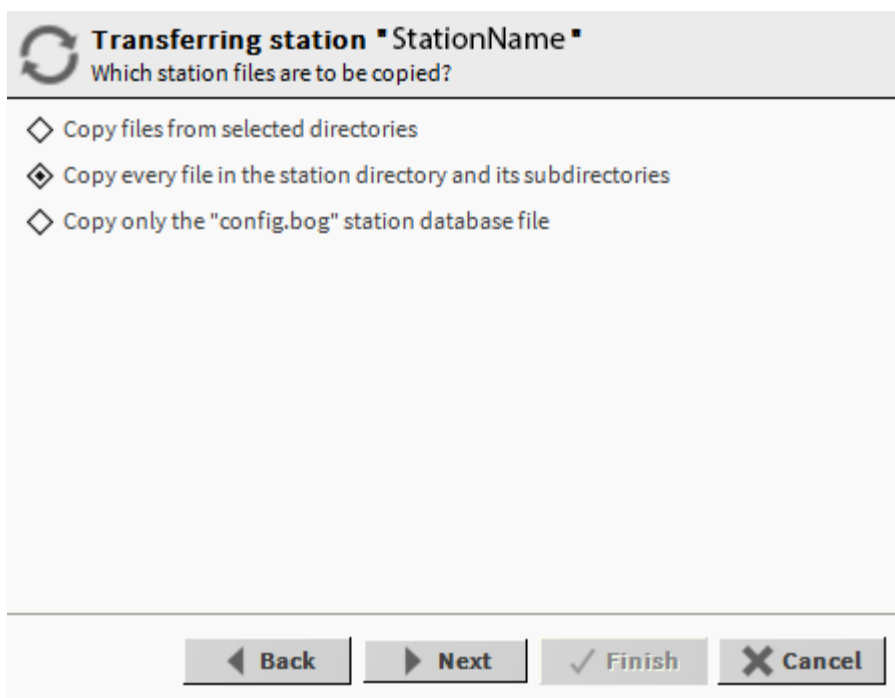 Transferring station "StationName"
Which station files are to be copied?
Copy files from selected directories
Copy every file in the station directory and its subdirectories
Copy only the "config.bog" station database file
Back Next Finish Cancel